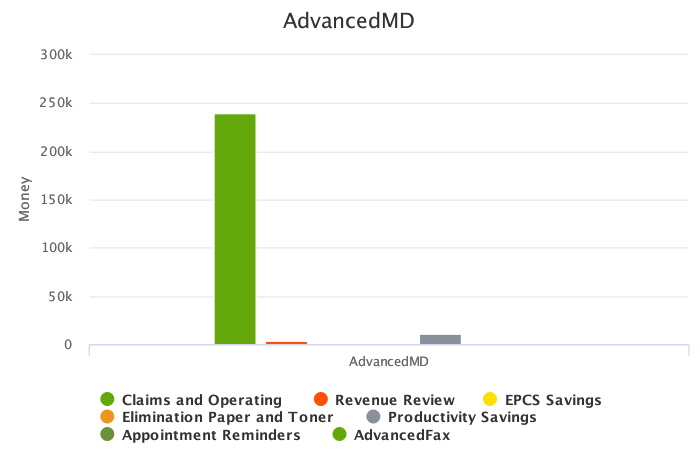 AdvancedMD
300k
250k
200k
150k
100k
50k
0
Money
AdvancedMD
Claims and Operating Revenue Review EPCS Savings
Elimination Paper and Toner Productivity Savings
Appointment Reminders AdvancedFax